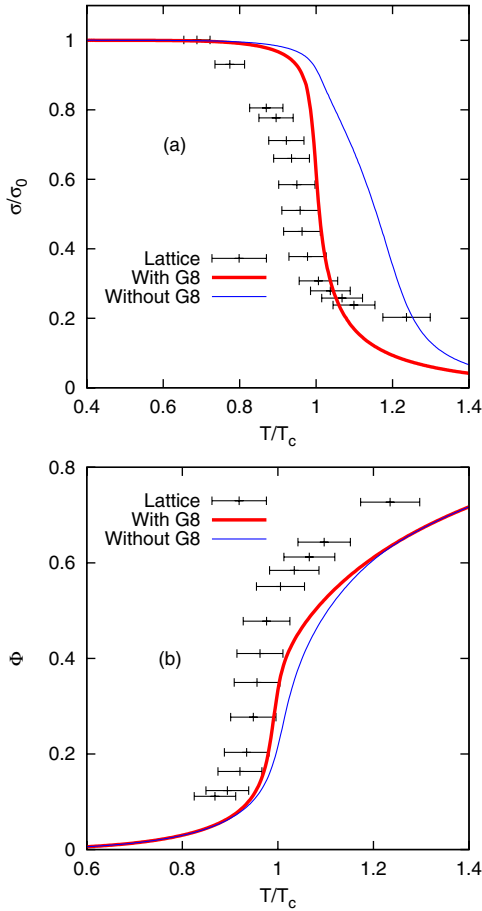 1
0.8
0.6
0.4
0.2
0
σ/σ0
(a)
Lattice
With G8
Without G8
0.4 0.6 0.8 1 1.2 1.4
T/Tc
0.8
0.6
0.4
0.2
0
Φ
Lattice
With G8
Without G8
(b)
0.6 0.8 1 1.2 1.4
T/Tc